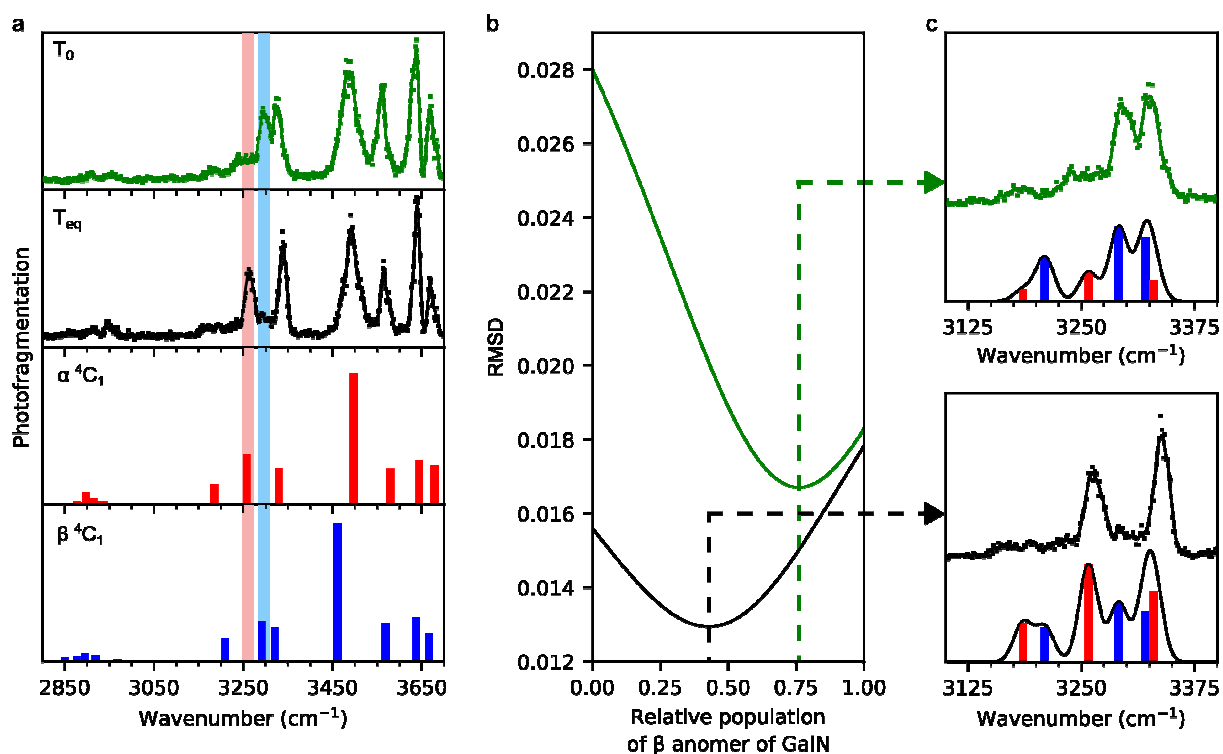 a
T₀
T_eq
α ⁴C₁
β ⁴C₁
Photofragmentation
2850 3050 3250 3450 3650
Wavenumber (cm⁻¹)
b
0.028
0.026
0.024
0.022
0.020
0.018
0.016
0.014
0.012
RMSD
0.00 0.25 0.50 0.75 1.00
Relative population
of β anomer of GalN
c
3125 3250 3375
Wavenumber (cm⁻¹)
3125 3250 3375
Wavenumber (cm⁻¹)